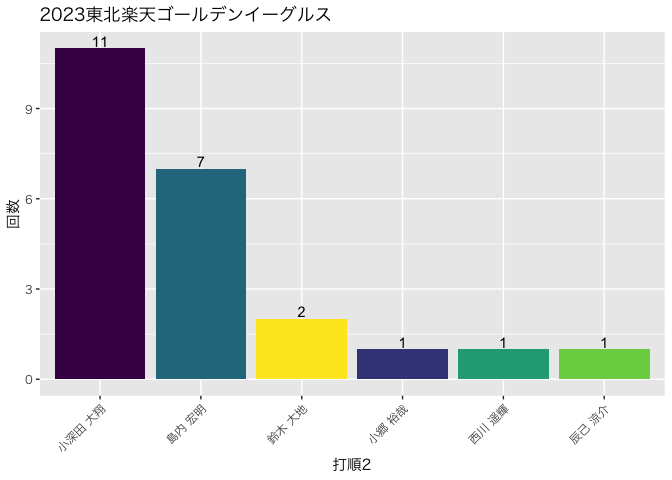 2023東北楽天ゴールデンイーグルス
11
7
2
1
1
1
回数
9
6
3
0
小深田 大翔
島内 宏明
鈴木 大地
小郷 裕哉
西川 遥輝
辰己 涼介
打順2